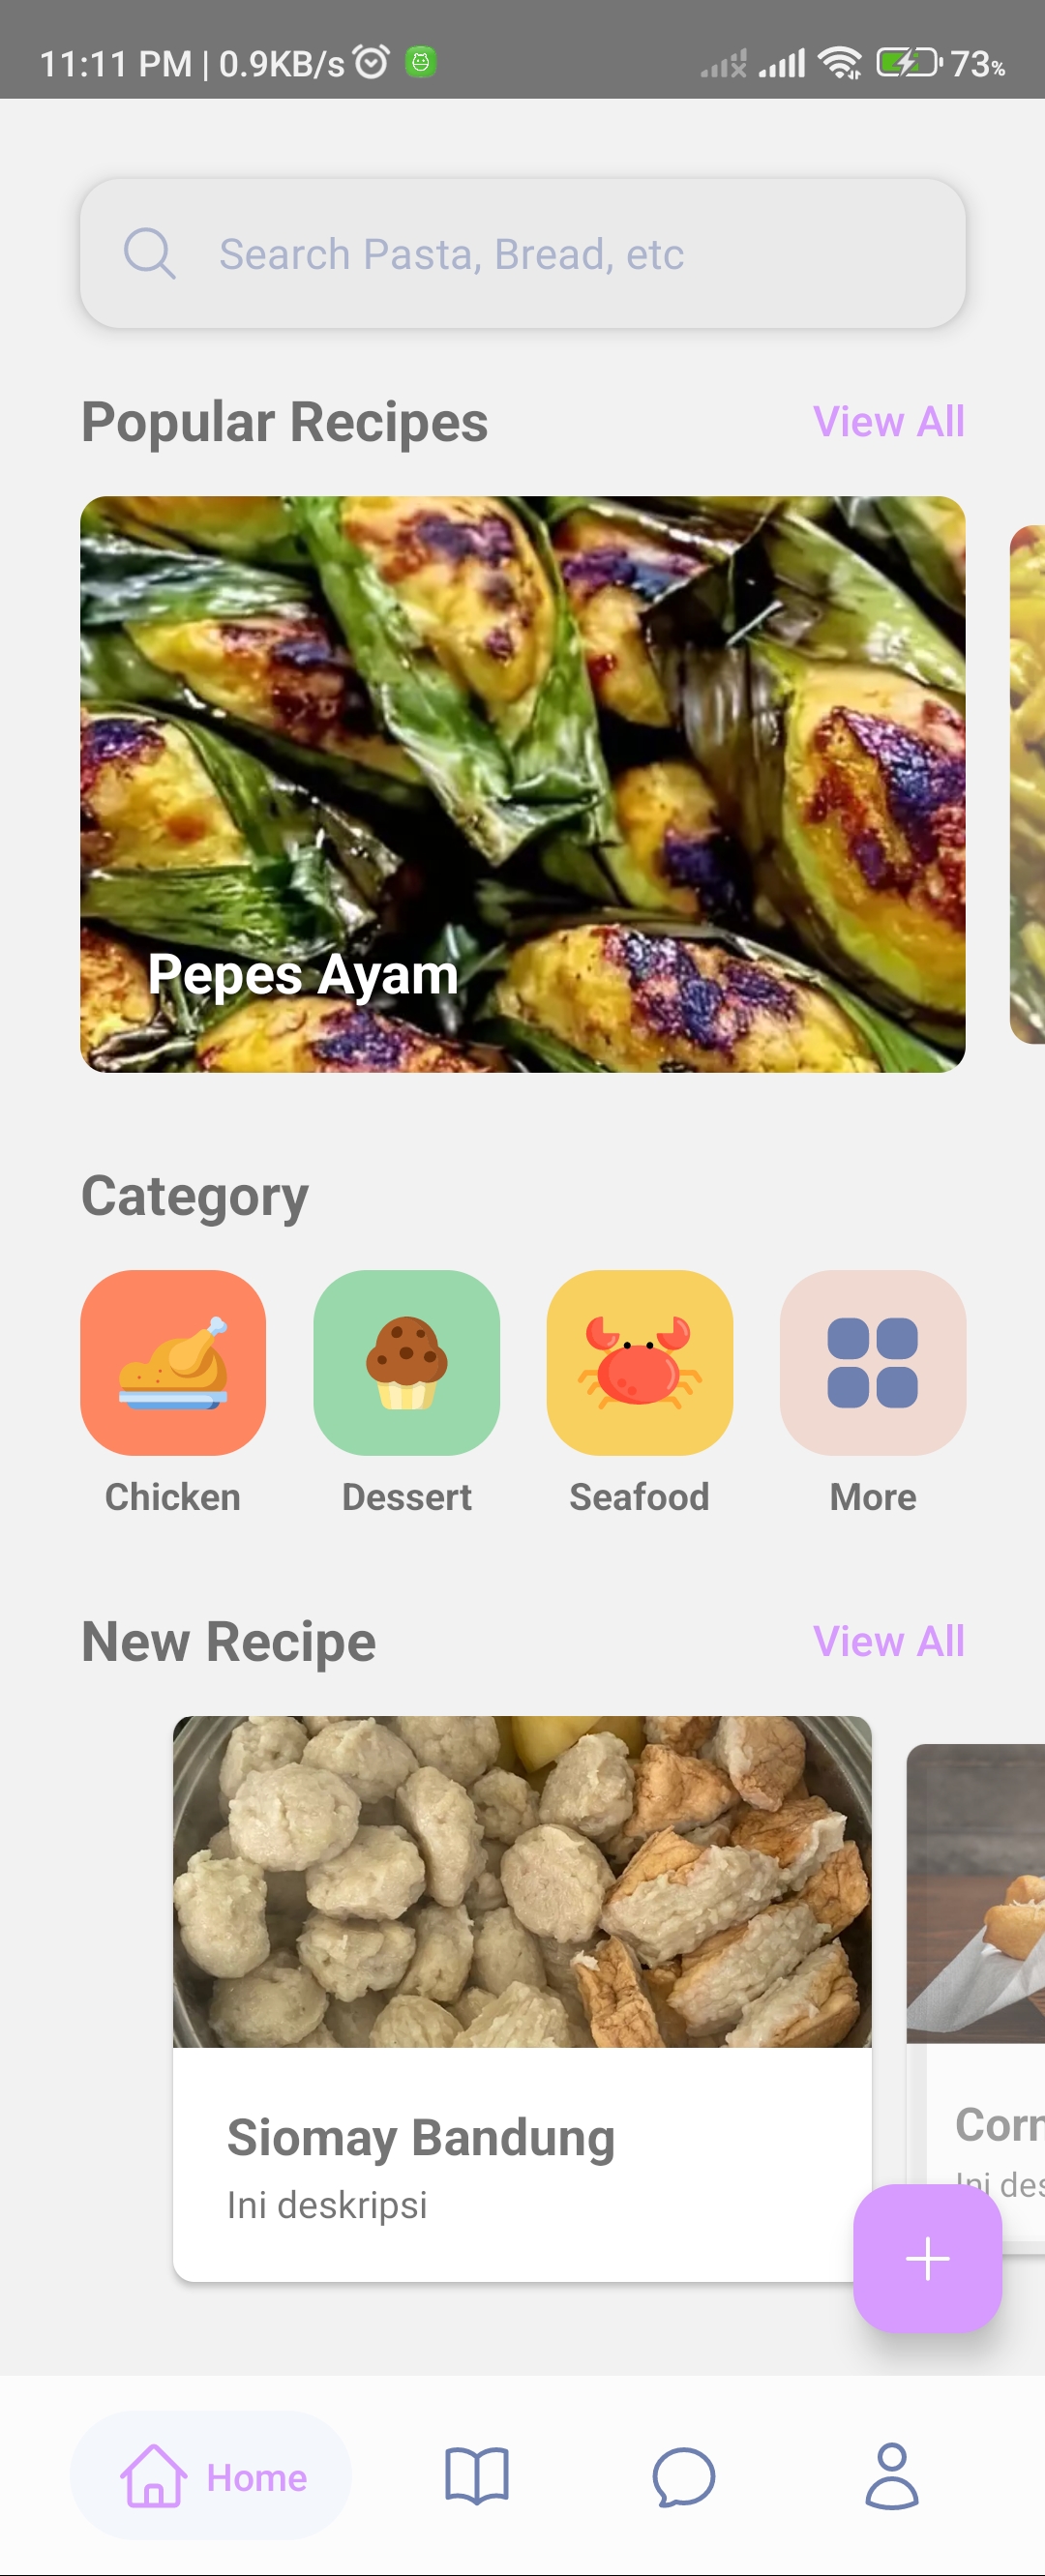 11:11 PM | 0.9KB/s 73%
Search Pasta, Bread, etc
Popular Recipes View All
Pepes Ayam
Category
Chicken Dessert Seafood More
New Recipe View All
Siomay Bandung
Corn
Ini deskripsi
Ini des
Home